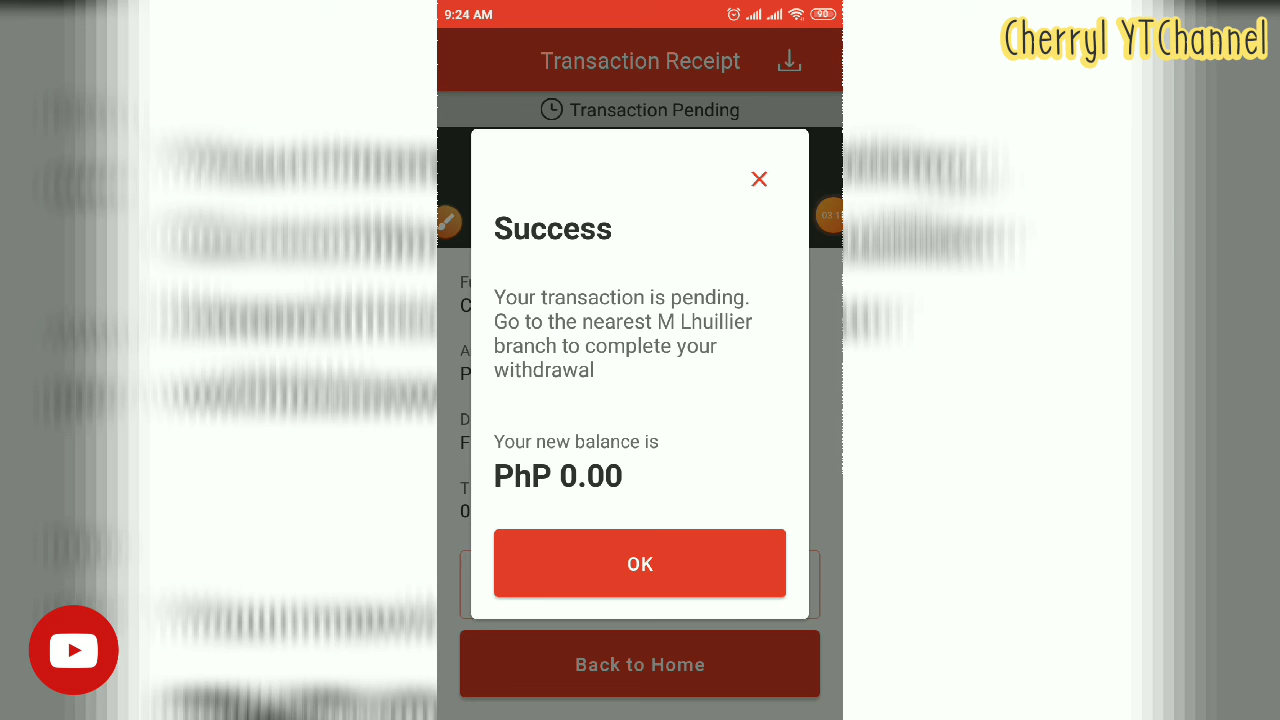 9:24 AM
90
Cherryl YTChannel
Transaction Receipt
Transaction Pending
Success
Your transaction is pending.
Go to the nearest M Lhuillier
branch to complete your
withdrawal
Your new balance is
PhP 0.00
OK
Back to Home